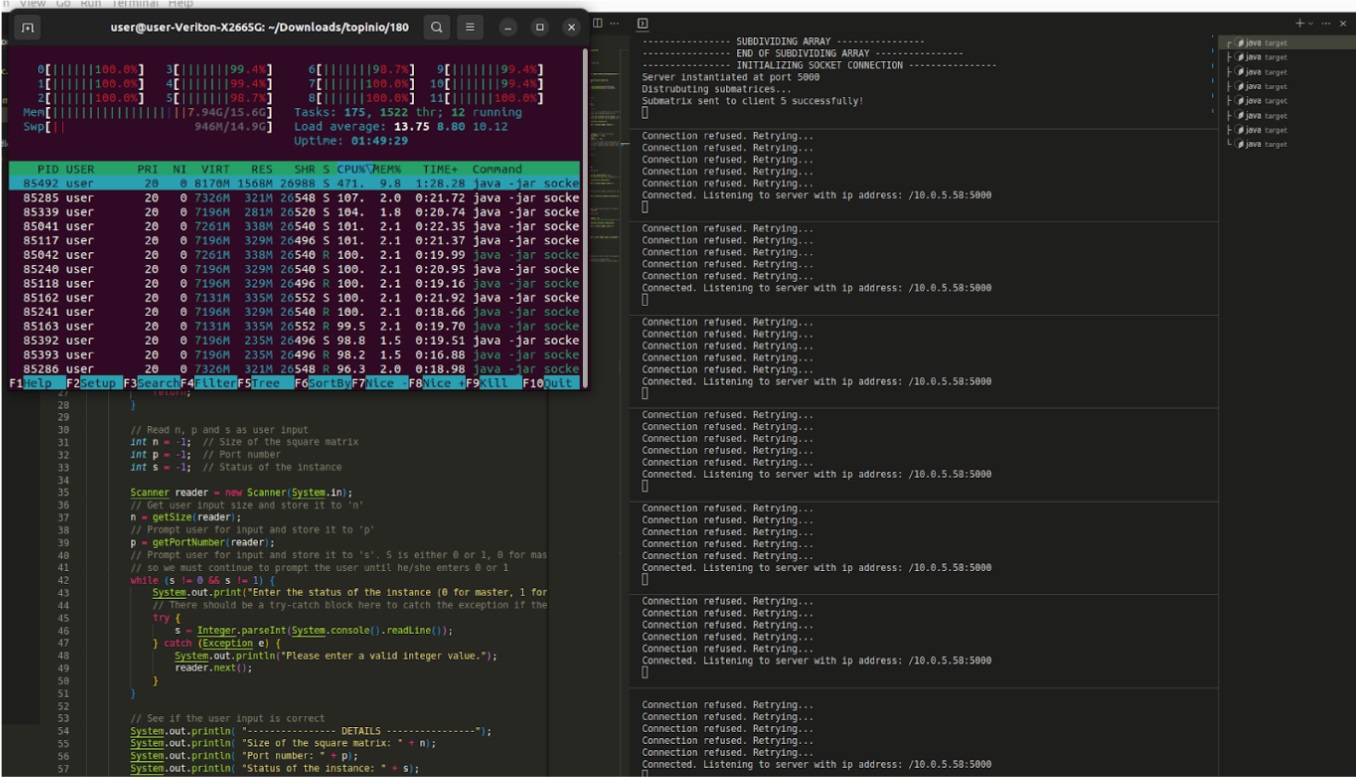 n View Go Run Terminal Help
user@user-Veriton-X2665G: ~/Downloads/topinio/180
0[||||||100.0%] 3[|||||||99.4%] 6[|||||||98.7%] 9[|||||||99.4%]
1[||||||100.0%] 4[|||||||99.4%] 7[||||||100.0%] 10[|||||||99.4%]
2[||||||100.0%] 5[|||||||98.7%] 8[||||||100.0%] 11[||||||100.0%]
Mem[||||||||||||||||||||7.94G/15.6G] Tasks: 175, 1522 thr; 12 running
Swp[|| 946M/14.9G] Load average: 13.75 8.80 10.12
Uptime: 01:49:29
PID USER PRI NI VIRT RES SHR S CPU%▽MEM% TIME+ Command
85492 user 20 0 8170M 1568M 26988 S 471. 9.8 1:28.28 java -jar socke
85285 user 20 0 7326M 321M 26548 S 107. 2.0 0:21.72 java -jar socke
85339 user 20 0 7196M 281M 26520 S 104. 1.8 0:20.74 java -jar socke
85041 user 20 0 7261M 338M 26540 S 101. 2.1 0:22.35 java -jar socke
85117 user 20 0 7196M 329M 26496 S 101. 2.1 0:21.37 java -jar socke
85042 user 20 0 7261M 338M 26540 R 100. 2.1 0:19.99 java -jar socke
85240 user 20 0 7196M 329M 26540 S 100. 2.1 0:20.95 java -jar socke
85118 user 20 0 7196M 329M 26496 R 100. 2.1 0:19.16 java -jar socke
85162 user 20 0 7131M 335M 26552 S 100. 2.1 0:21.92 java -jar socke
85241 user 20 0 7196M 329M 26540 R 100. 2.1 0:18.66 java -jar socke
85163 user 20 0 7131M 335M 26552 R 99.5 2.1 0:19.70 java -jar socke
85392 user 20 0 7196M 235M 26496 S 98.8 1.5 0:19.51 java -jar socke
85393 user 20 0 7196M 235M 26496 R 98.2 1.5 0:16.88 java -jar socke
85286 user 20 0 7326M 321M 26548 R 96.3 2.0 0:18.98 java -jar socke
F1Help F2Setup F3SearchF4FilterF5Tree F6SortByF7Nice -F8Nice +F9Kill F10Quit
27 return;
28 }
29
30 // Read n, p and s as user input
31 int n = -1; // Size of the square matrix
32 int p = -1; // Port number
33 int s = -1; // Status of the instance
34
35 Scanner reader = new Scanner(System.in);
36 // Get user input size and store it to 'n'
37 n = getSize(reader);
38 // Prompt user for input and store it to 'p'
39 p = getPortNumber(reader);
40 // Prompt user for input and store it to 's'. S is either 0 or 1, 0 for mas
41 // so we must continue to prompt the user until he/she enters 0 or 1
42 while (s != 0 && s != 1) {
43 System.out.print("Enter the status of the instance (0 for master, 1 for
44 // There should be a try-catch block here to catch the exception if the
45 try {
46 s = Integer.parseInt(System.console().readLine());
47 } catch (Exception e) {
48 System.out.println("Please enter a valid integer value.");
49 reader.next();
50 }
51 }
52
53 // See if the user input is correct
54 System.out.println( "---------------- DETAILS ----------------");
55 System.out.println( "Size of the square matrix: " + n);
56 System.out.println( "Port number: " + p);
57 System.out.println( "Status of the instance: " + s);
---------------- SUBDIVIDING ARRAY ----------------
---------------- END OF SUBDIVIDING ARRAY ----------------
---------------- INITIALIZING SOCKET CONNECTION ----------------
Server instantiated at port 5000
Distrubuting submatrices...
Submatrix sent to client 5 successfully!
Connection refused. Retrying...
Connection refused. Retrying...
Connection refused. Retrying...
Connection refused. Retrying...
Connection refused. Retrying...
Connected. Listening to server with ip address: /10.0.5.58:5000
Connection refused. Retrying...
Connection refused. Retrying...
Connection refused. Retrying...
Connection refused. Retrying...
Connection refused. Retrying...
Connected. Listening to server with ip address: /10.0.5.58:5000
Connection refused. Retrying...
Connection refused. Retrying...
Connection refused. Retrying...
Connection refused. Retrying...
Connection refused. Retrying...
Connected. Listening to server with ip address: /10.0.5.58:5000
Connection refused. Retrying...
Connection refused. Retrying...
Connection refused. Retrying...
Connection refused. Retrying...
Connection refused. Retrying...
Connected. Listening to server with ip address: /10.0.5.58:5000
Connection refused. Retrying...
Connection refused. Retrying...
Connection refused. Retrying...
Connection refused. Retrying...
Connection refused. Retrying...
Connected. Listening to server with ip address: /10.0.5.58:5000
Connection refused. Retrying...
Connection refused. Retrying...
Connection refused. Retrying...
Connection refused. Retrying...
Connection refused. Retrying...
Connected. Listening to server with ip address: /10.0.5.58:5000
Connection refused. Retrying...
Connection refused. Retrying...
Connection refused. Retrying...
Connection refused. Retrying...
Connection refused. Retrying...
Connected. Listening to server with ip address: /10.0.5.58:5000
java target
java target
java target
java target
java target
java target
java target
java target